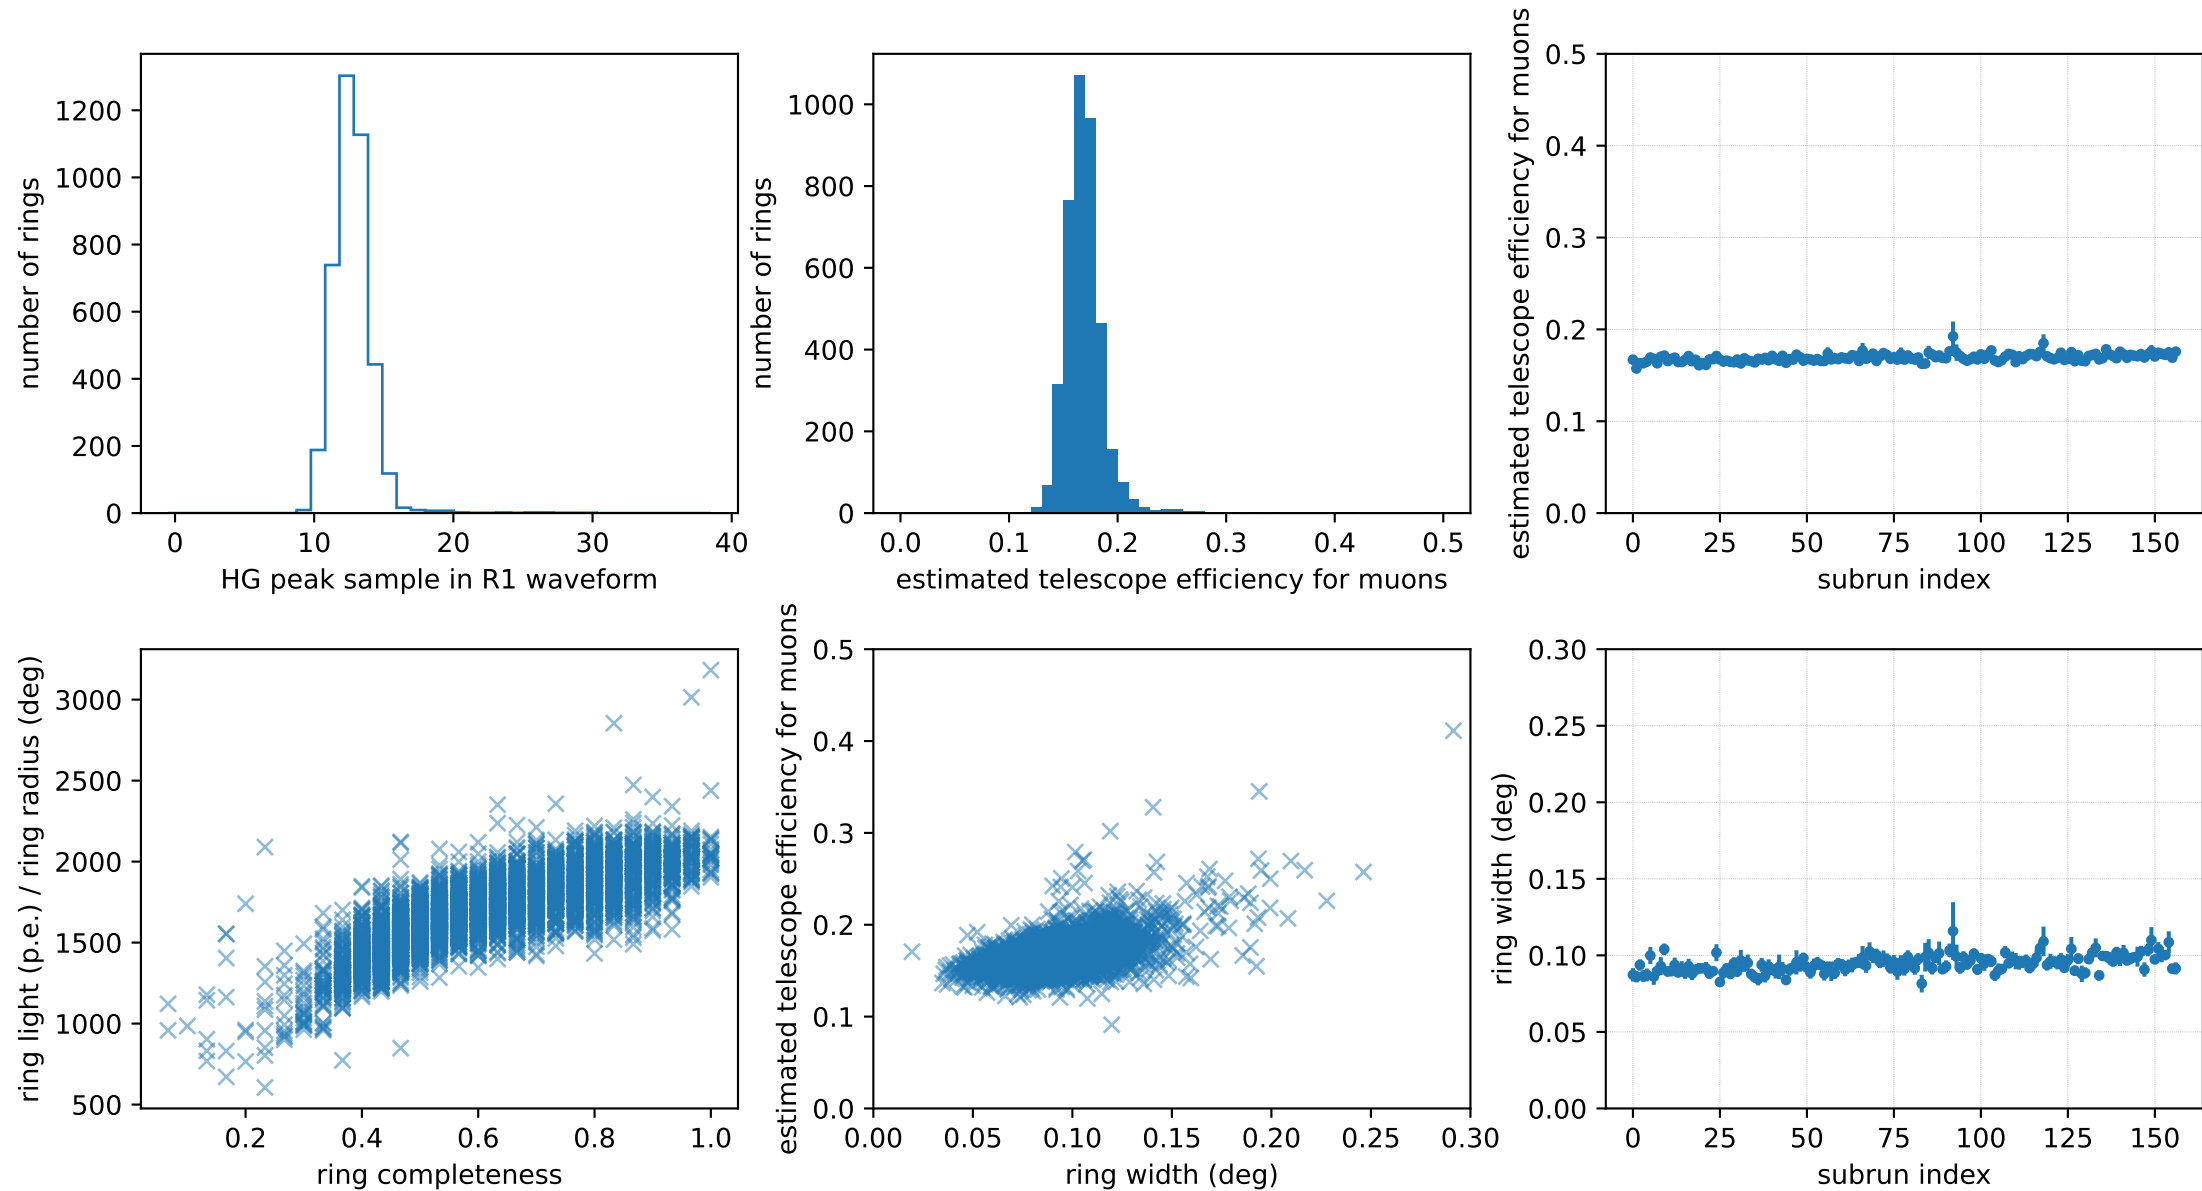 number of rings
1200
1000
800
600
400
200
0
0 10 20 30 40
HG peak sample in R1 waveform
number of rings
1000
800
600
400
200
0
0.0 0.1 0.2 0.3 0.4 0.5
estimated telescope efficiency for muons
estimated telescope efficiency for muons
0.5
0.4
0.3
0.2
0.1
0.0
0 25 50 75 100 125 150
subrun index
ring light (p.e.) / ring radius (deg)
3000
2500
2000
1500
1000
500
0.2 0.4 0.6 0.8 1.0
ring completeness
estimated telescope efficiency for muons
0.5
0.4
0.3
0.2
0.1
0.0
0.00 0.05 0.10 0.15 0.20 0.25 0.30
ring width (deg)
ring width (deg)
0.30
0.25
0.20
0.15
0.10
0.05
0.00
0 25 50 75 100 125 150
subrun index